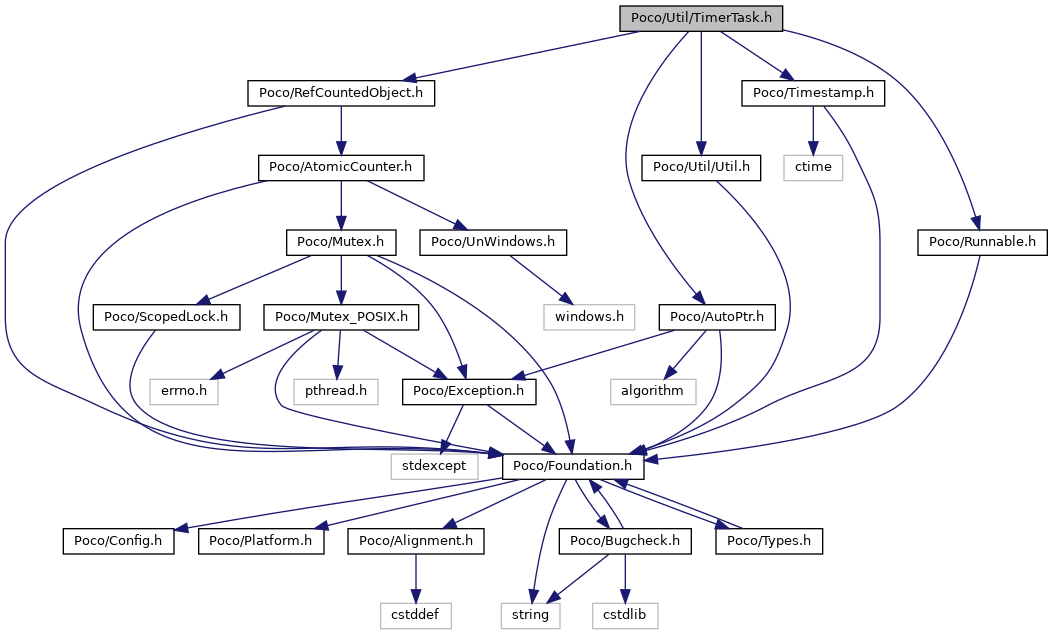 Poco/Util/TimerTask.h
Poco/RefCountedObject.h
Poco/Timestamp.h
Poco/AtomicCounter.h
Poco/Util/Util.h
ctime
Poco/Mutex.h
Poco/UnWindows.h
Poco/Runnable.h
Poco/ScopedLock.h
Poco/Mutex_POSIX.h
windows.h
Poco/AutoPtr.h
errno.h
pthread.h
Poco/Exception.h
algorithm
stdexcept
Poco/Foundation.h
Poco/Config.h
Poco/Platform.h
Poco/Alignment.h
Poco/Bugcheck.h
Poco/Types.h
cstddef
string
cstdlib